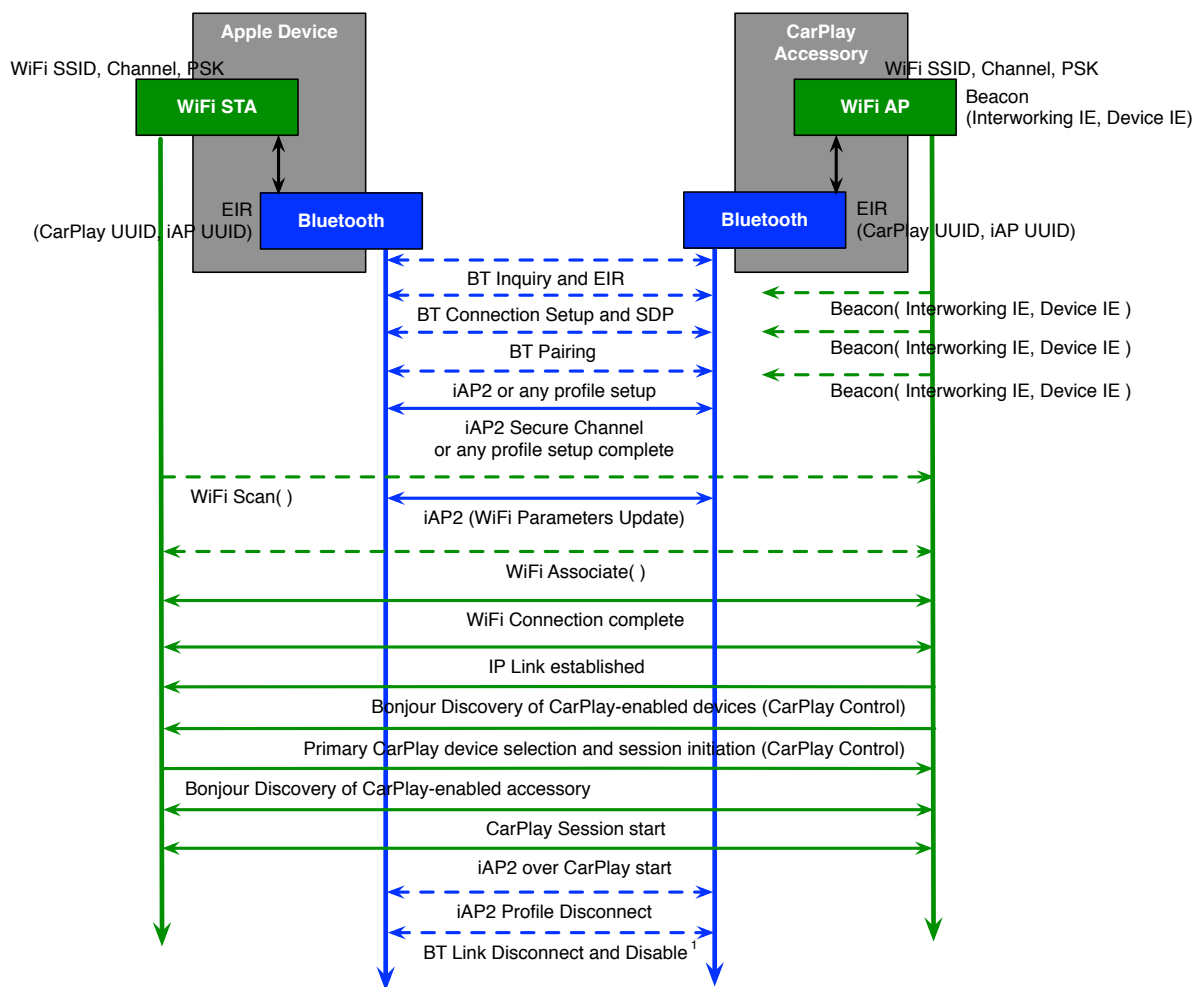 Apple Device
CarPlay
Accessory
WiFi SSID, Channel, PSK
WiFi SSID, Channel, PSK
WiFi STA
WiFi AP
Beacon
(Interworking IE, Device IE)
EIR
(CarPlay UUID, iAP UUID)
Bluetooth
Bluetooth
EIR
(CarPlay UUID, iAP UUID)
BT Inquiry and EIR
Beacon( Interworking IE, Device IE )
BT Connection Setup and SDP
Beacon( Interworking IE, Device IE )
BT Pairing
Beacon( Interworking IE, Device IE )
iAP2 or any profile setup
iAP2 Secure Channel
or any profile setup complete
WiFi Scan( )
iAP2 (WiFi Parameters Update)
WiFi Associate( )
WiFi Connection complete
IP Link established
Bonjour Discovery of CarPlay-enabled devices (CarPlay Control)
Primary CarPlay device selection and session initiation (CarPlay Control)
Bonjour Discovery of CarPlay-enabled accessory
CarPlay Session start
iAP2 over CarPlay start
iAP2 Profile Disconnect
BT Link Disconnect and Disable 1